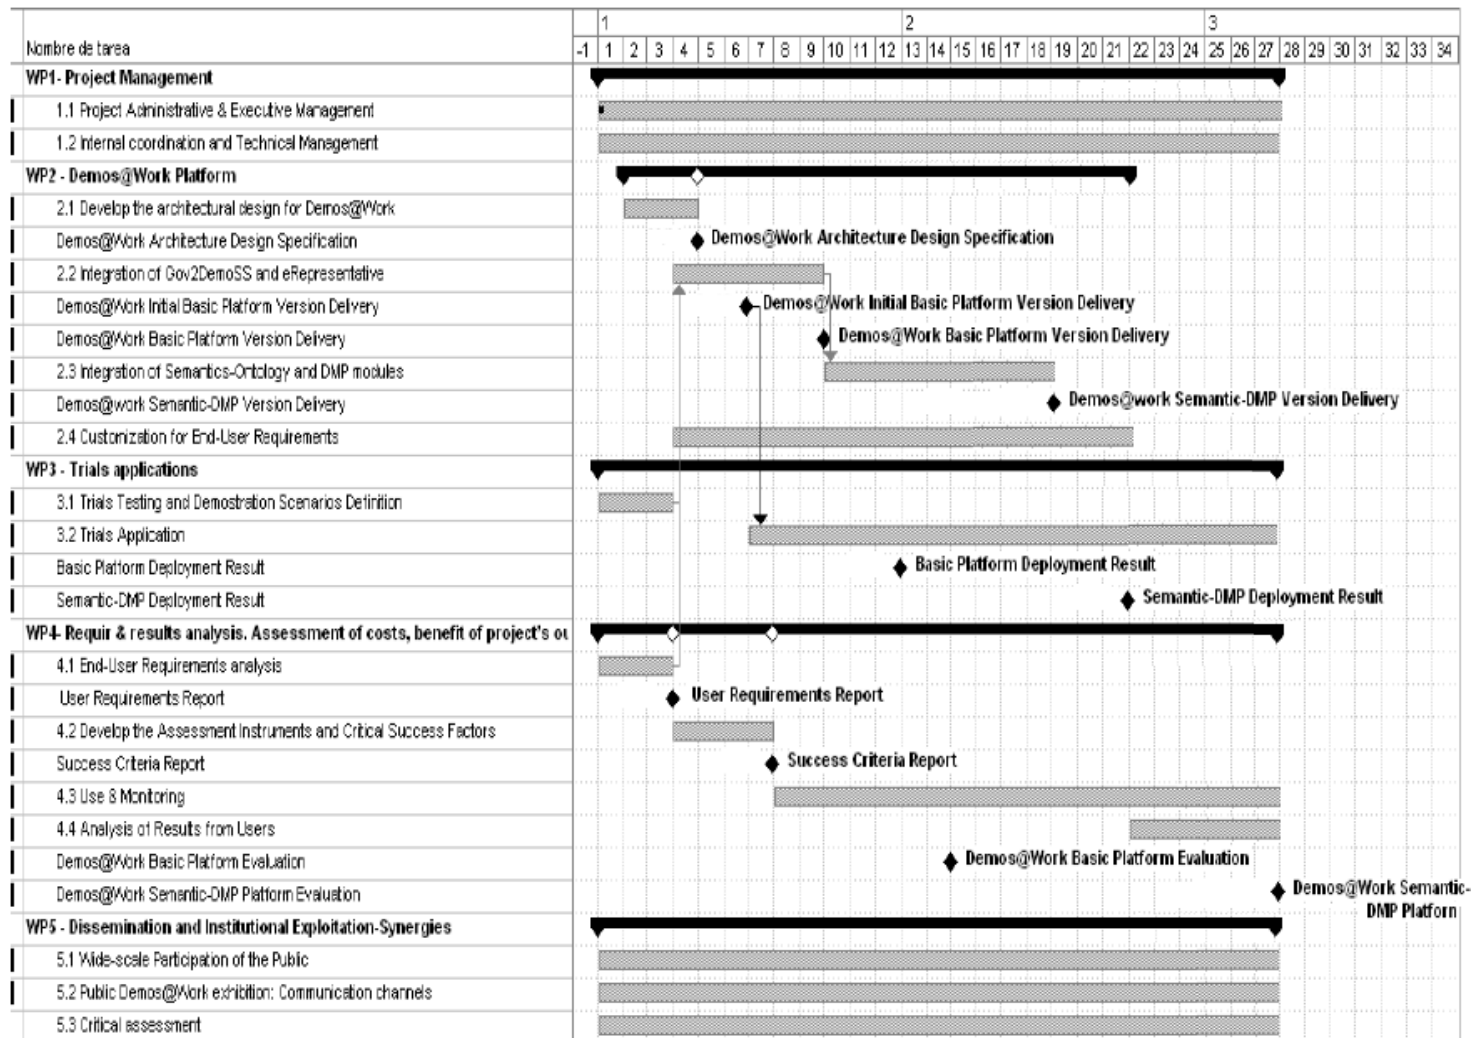 1 2 3
Nombre de tarea -1 1 2 3 4 5 6 7 8 9 10 11 12 13 14 15 16 17 18 19 20 21 22 23 24 25 26 27 28 29 30 31 32 33 34
WP1- Project Management
1.1 Project Administrative & Executive Management
1.2 Internal coordination and Technical Management
WP2 - Demos@Work Platform
2.1 Develop the architectural design for Demos@Work
Demos@Work Architecture Design Specification Demos@Work Architecture Design Specification
2.2 Integration of Gov2DemoSS and eRepresentative
Demos@Work Initial Basic Platform Version Delivery Demos@Work Initial Basic Platform Version Delivery
Demos@Work Basic Platform Version Delivery Demos@Work Basic Platform Version Delivery
2.3 Integration of Semantics-Ontology and DMP modules
Demos@work Semantic-DMP Version Delivery Demos@work Semantic-DMP Version Delivery
2.4 Customization for End-User Requirements
WP3 - Trials applications
3.1 Trials Testing and Demostration Scenarios Definition
3.2 Trials Application
Basic Platform Deployment Result Basic Platform Deployment Result
Semantic-DMP Deployment Result Semantic-DMP Deployment Result
WP4- Requir & results analysis. Assessment of costs, benefit of project's ou
4.1 End-User Requirements analysis
User Requirements Report User Requirements Report
4.2 Develop the Assessment Instruments and Critical Success Factors
Success Criteria Report Success Criteria Report
4.3 Use & Monitoring
4.4 Analysis of Results from Users
Demos@Work Basic Platform Evaluation Demos@Work Basic Platform Evaluation
Demos@Work Semantic-DMP Platform Evaluation Demos@Work Semantic-
DMP Platform
WP5 - Dissemination and Institutional Exploitation-Synergies
5.1 Wide-scale Participation of the Public
5.2 Public Demos@Work exhibition: Communication channels
5.3 Critical assessment